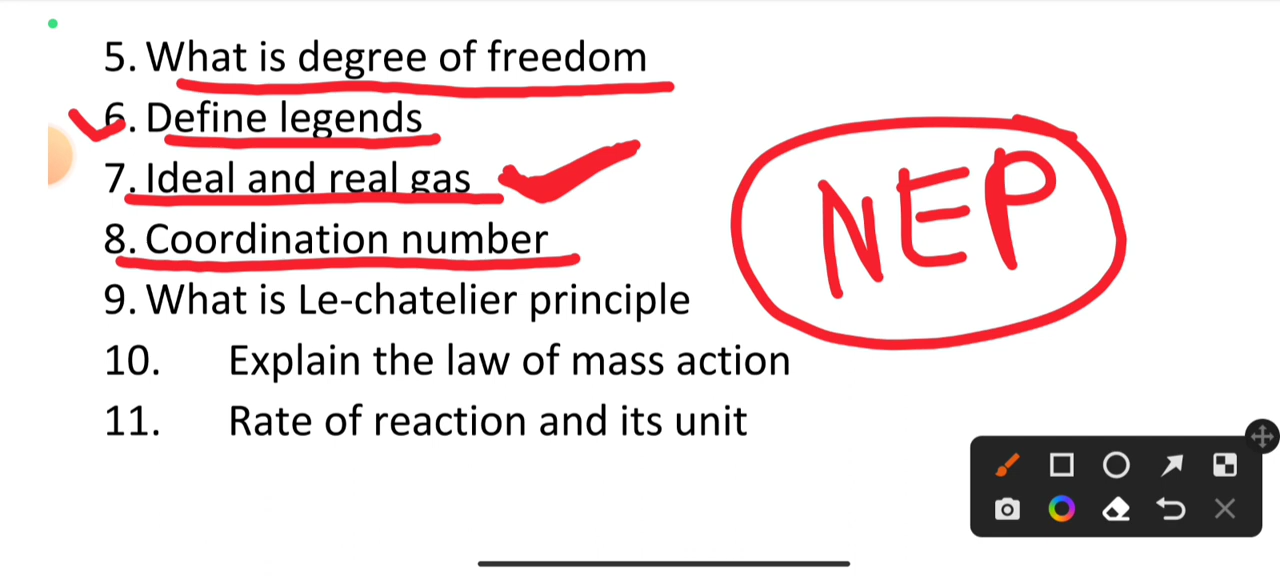 5. What is degree of freedom
6. Define legends
7. Ideal and real gas
8. Coordination number
NEP
9. What is Le-chatelier principle
10. Explain the law of mass action
11. Rate of reaction and its unit